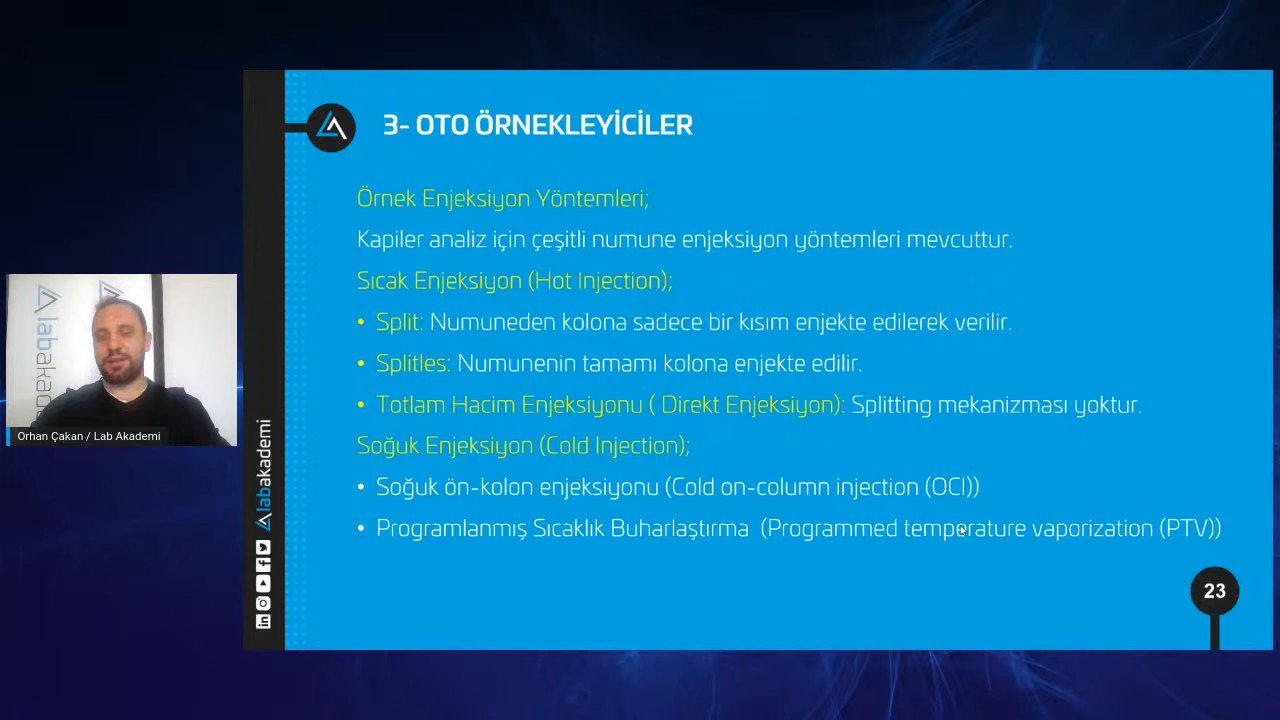 3- OTO ÖRNEKLEYİCİLER
Örnek Enjeksiyon Yöntemleri;
Kapiler analiz için çeşitli numune enjeksiyon yöntemleri mevcuttur.
Sıcak Enjeksiyon (Hot Injection);
• Split: Numuneden kolona sadece bir kısım enjekte edilerek verilir.
• Splitles: Numunenin tamamı kolona enjekte edilir.
• Totlam Hacim Enjeksiyonu ( Direkt Enjeksiyon): Splitting mekanizması yoktur.
Soğuk Enjeksiyon (Cold Injection);
• Soğuk ön-kolon enjeksiyonu (Cold on-column injection (OCI))
• Programlanmış Sıcaklık Buharlaştırma (Programmed temperature vaporization (PTV))
23
labakademi
labakade
Orhan Çakan / Lab Akademi